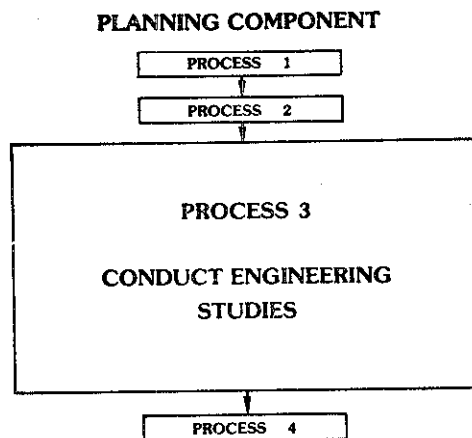 PLANNING COMPONENT
PROCESS 1
PROCESS 2
PROCESS 3
CONDUCT ENGINEERING
STUDIES
PROCESS 4